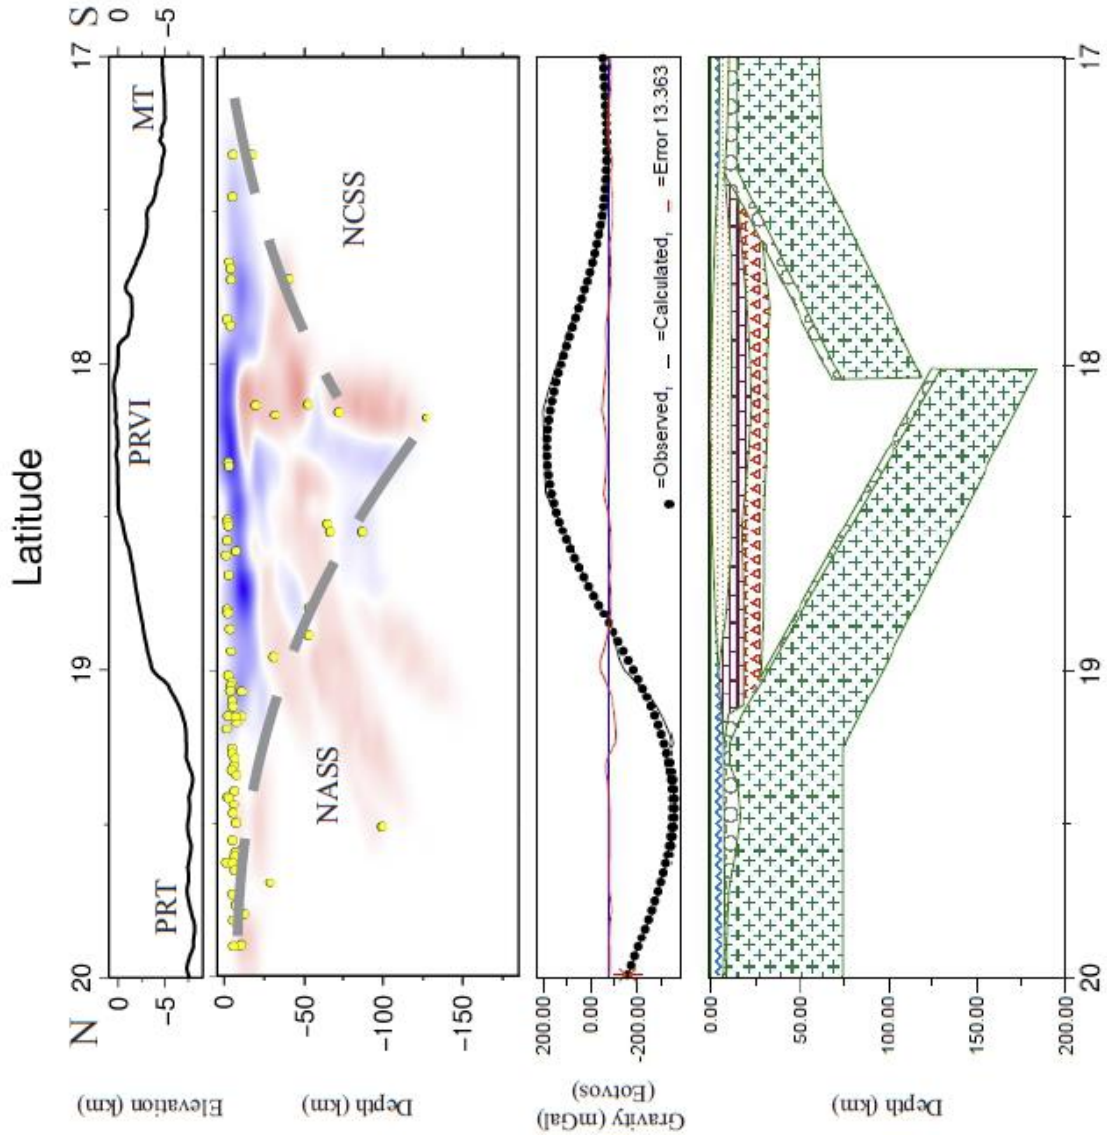 Latitude
N
20
19
18
17
S
Elevation (km)
0
−5
PRT
PRVI
MT
0
−5
Depth (km)
0
−50
−100
−150
NASS
NCSS
Gravity (mGal)
(Eotvos)
200.00
0.00
-200.00
=Observed, =Calculated, =Error 13.363
Depth (km)
0.00
50.00
100.00
150.00
200.00
20
19
18
17